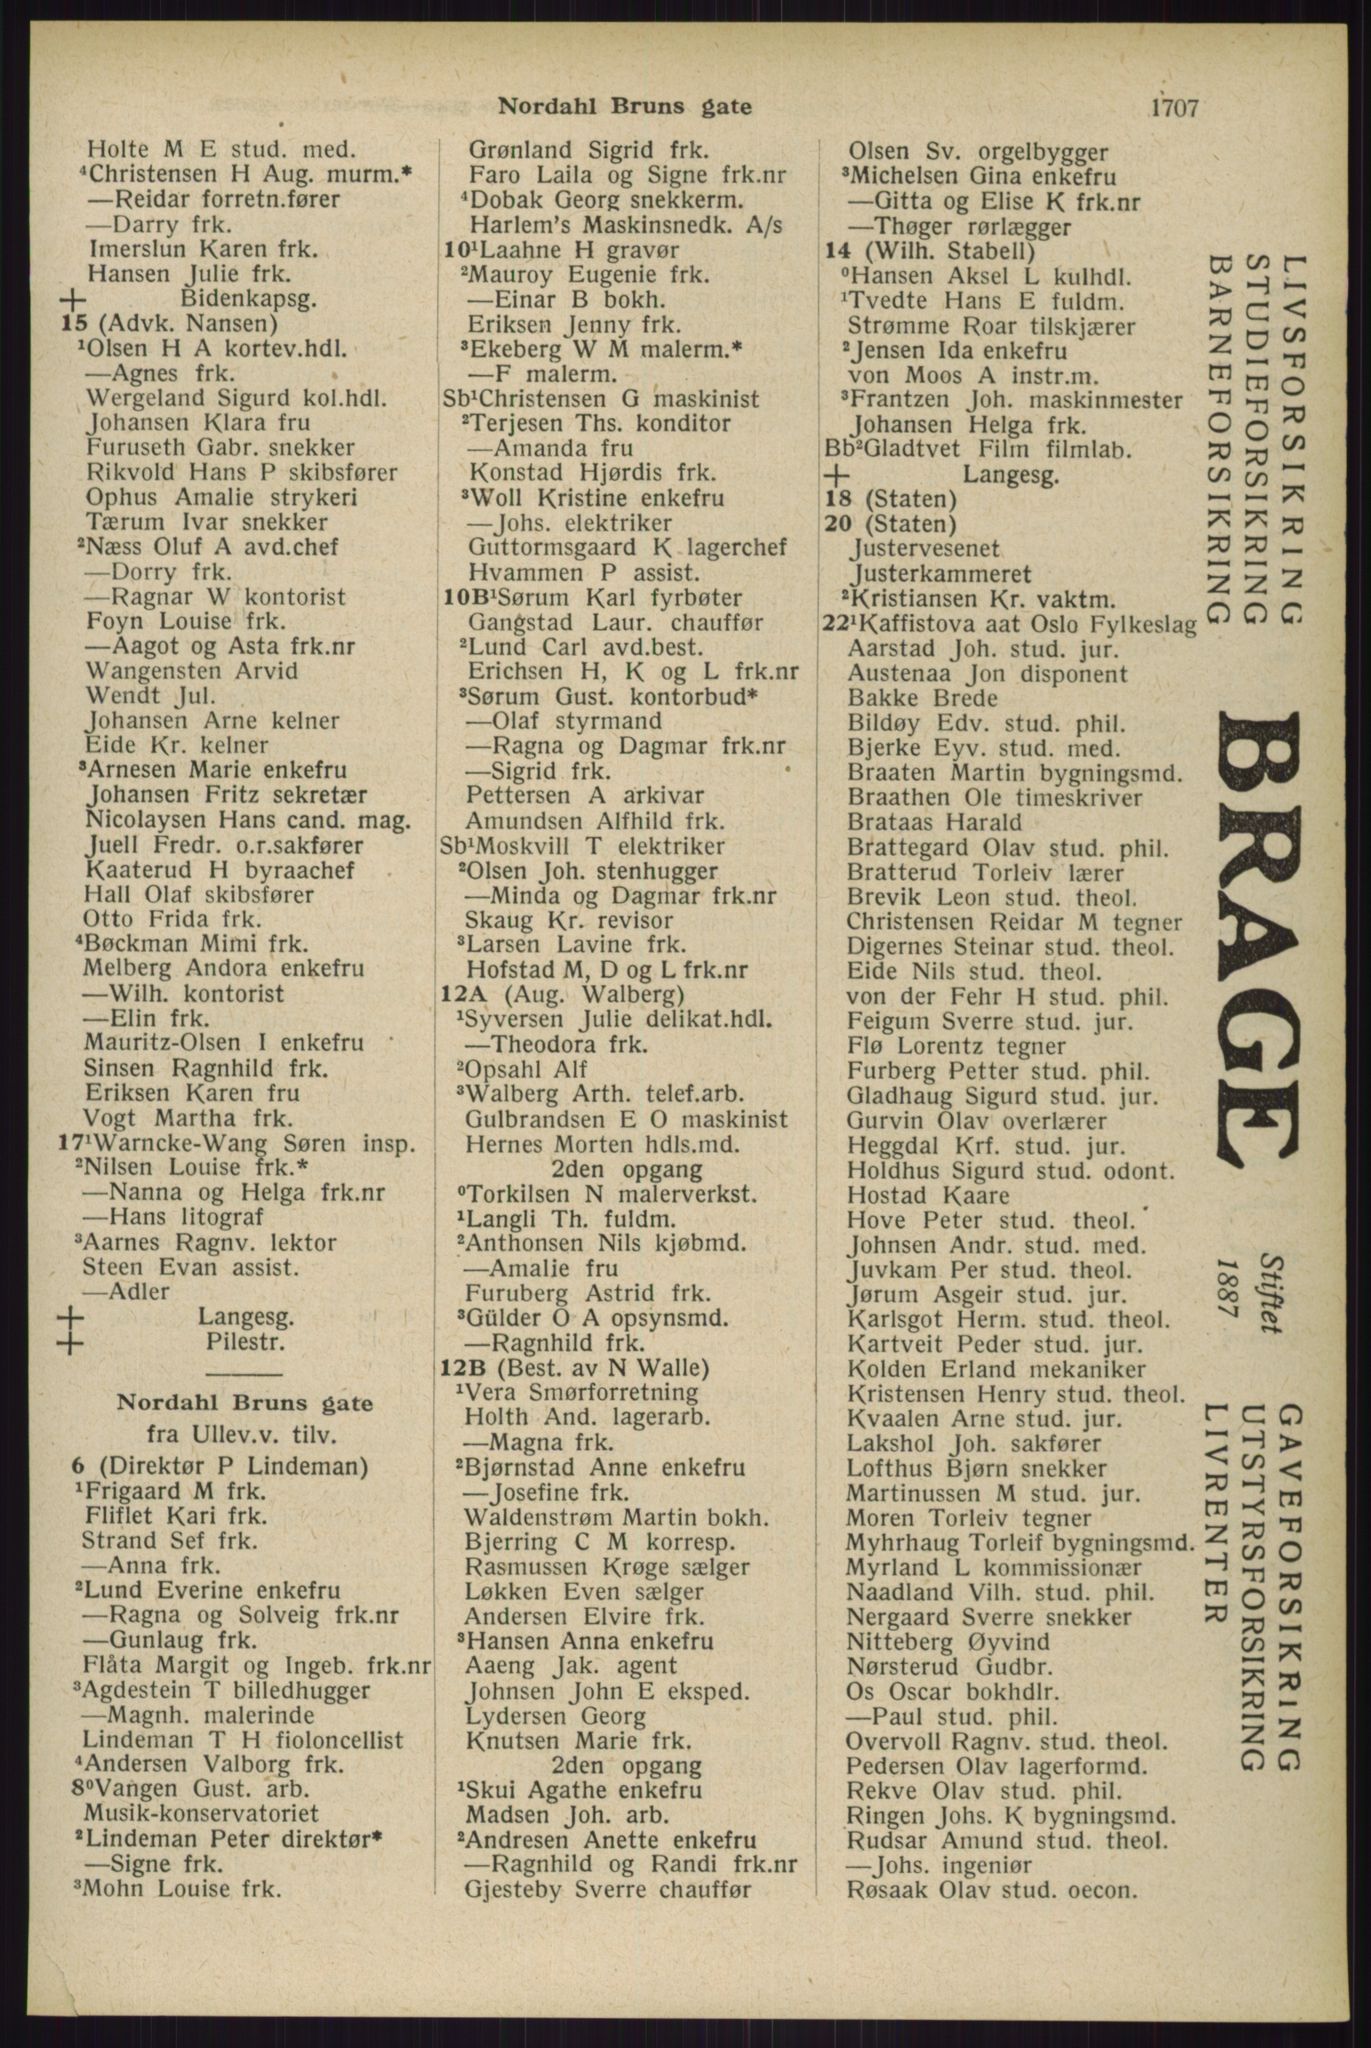 Nordahl Bruns gate
1707
Holte M E stud. med.
⁴Christensen H Aug. murm.*
—Reidar forretn.fører
—Darry frk.
Imerslun Karen frk.
Hansen Julie frk.
+ Bidenkapsg.
15 (Advk. Nansen)
¹Olsen H A kortev.hdl.
—Agnes frk.
Wergeland Sigurd kol.hdl.
Johansen Klara fru
Furuseth Gabr. snekker
Rikvold Hans P skibsfører
Ophus Amalie strykeri
Tærum Ivar snekker
²Næss Oluf A avd.chef
—Dorry frk.
—Ragnar W kontorist
Foyn Louise frk.
—Aagot og Asta frk.nr
Wangensten Arvid
Wendt Jul.
Johansen Arne kelner
Eide Kr. kelner
³Arnesen Marie enkefru
Johansen Fritz sekretær
Nicolaysen Hans cand. mag.
Juell Fredr. o.r.sakfører
Kaaterud H byraachef
Hall Olaf skibsfører
Otto Frida frk.
⁴Bøckman Mimi frk.
Melberg Andora enkefru
—Wilh. kontorist
—Elin frk.
Mauritz-Olsen I enkefru
Sinsen Ragnhild frk.
Eriksen Karen fru
Vogt Martha frk.
17¹Warncke-Wang Søren insp.
²Nilsen Louise frk.*
—Nanna og Helga frk.nr
—Hans litograf
³Aarnes Ragnv. lektor
Steen Evan assist.
—Adler
+ Langesg.
+ Pilestr.
Nordahl Bruns gate
fra Ullev.v. tilv.
6 (Direktør P Lindeman)
¹Frigaard M frk.
Fliflet Kari frk.
Strand Sef frk.
—Anna frk.
²Lund Everine enkefru
—Ragna og Solveig frk.nr
—Gunlaug frk.
Flåta Margit og Ingeb. frk.nr
³Agdestein T billedhugger
—Magnh. malerinde
Lindeman T H fioloncellist
⁴Andersen Valborg frk.
8⁰Vangen Gust. arb.
Musik-konservatoriet
²Lindeman Peter direktør*
—Signe frk.
³Mohn Louise frk.
Grønland Sigrid frk.
Faro Laila og Signe frk.nr
⁴Dobak Georg snekkerm.
Harlem's Maskinsnedk. A/s
10¹Laahne H gravør
²Mauroy Eugenie frk.
—Einar B bokh.
Eriksen Jenny frk.
³Ekeberg W M malerm.*
—F malerm.
Sb¹Christensen G maskinist
²Terjesen Ths. konditor
—Amanda fru
Konstad Hjørdis frk.
³Woll Kristine enkefru
—Johs. elektriker
Guttormsgaard K lagerchef
Hvammen P assist.
10B¹Sørum Karl fyrbøter
Gangstad Laur. chauffør
²Lund Carl avd.best.
Erichsen H, K og L frk.nr
³Sørum Gust. kontorbud*
—Olaf styrmand
—Ragna og Dagmar frk.nr
—Sigrid frk.
Pettersen A arkivar
Amundsen Alfhild frk.
Sb¹Moskvill T elektriker
²Olsen Joh. stenhugger
—Minda og Dagmar frk.nr
Skaug Kr. revisor
³Larsen Lavine frk.
Hofstad M, D og L frk.nr
12A (Aug. Walberg)
¹Syversen Julie delikat.hdl.
—Theodora frk.
²Opsahl Alf
³Walberg Arth. telef.arb.
Gulbrandsen E O maskinist
Hernes Morten hdls.md.
2den opgang
⁰Torkilsen N malerverkst.
¹Langli Th. fuldm.
²Anthonsen Nils kjøbmd.
—Amalie fru
Furuberg Astrid frk.
³Gülder O A opsynsmd.
—Ragnhild frk.
12B (Best. av N Walle)
¹Vera Smørforretning
Holth And. lagerarb.
—Magna frk.
²Bjørnstad Anne enkefru
—Josefine frk.
Waldenstrøm Martin bokh.
Bjerring C M korresp.
Rasmussen Krøge sælger
Løkken Even sælger
Andersen Elvire frk.
³Hansen Anna enkefru
Aaeng Jak. agent
Johnsen John E eksped.
Lydersen Georg
Knutsen Marie frk.
2den opgang
¹Skui Agathe enkefru
Madsen Joh. arb.
²Andresen Anette enkefru
—Ragnhild og Randi frk.nr
Gjesteby Sverre chauffør
Olsen Sv. orgelbygger
³Michelsen Gina enkefru
—Gitta og Elise K frk.nr
—Thøger rørlægger
14 (Wilh. Stabell)
⁰Hansen Aksel L kulhdl.
¹Tvedte Hans E fuldm.
Strømme Roar tilskjærer
²Jensen Ida enkefru
von Moos A instr.m.
³Frantzen Joh. maskinmester
Johansen Helga frk.
Bb²Gladtvet Film filmlab.
+ Langesg.
18 (Staten)
20 (Staten)
Justervesenet
Justerkammeret
²Kristiansen Kr. vaktm.
22¹Kaffistova aat Oslo Fylkeslag
Aarstad Joh. stud. jur.
Austenaa Jon disponent
Bakke Brede
Bildøy Edv. stud. phil.
Bjerke Eyv. stud. med.
Braaten Martin bygningsmd.
Braathen Ole timeskriver
Brataas Harald
Brattegard Olav stud. phil.
Bratterud Torleiv lærer
Brevik Leon stud. theol.
Christensen Reidar M tegner
Digernes Steinar stud. theol.
Eide Nils stud. theol.
von der Fehr H stud. phil.
Feigum Sverre stud. jur.
Flø Lorentz tegner
Furberg Petter stud. phil.
Gladhaug Sigurd stud. jur.
Gurvin Olav overlærer
Heggdal Krf. stud. jur.
Holdhus Sigurd stud. odont.
Hostad Kaare
Hove Peter stud. theol.
Johnsen Andr. stud. med.
Juvkam Per stud. theol.
Jørum Asgeir stud. jur.
Karlsgot Herm. stud. theol.
Kartveit Peder stud. jur.
Kolden Erland mekaniker
Kristensen Henry stud. theol.
Kvaalen Arne stud. jur.
Lakshol Joh. sakfører
Lofthus Bjørn snekker
Martinussen M stud. jur.
Moren Torleiv tegner
Myhrhaug Torleif bygningsmd.
Myrland L kommissionær
Naadland Vilh. stud. phil.
Nergaard Sverre snekker
Nitteberg Øyvind
Nørsterud Gudbr.
Os Oscar bokhdlr.
—Paul stud. phil.
Overvoll Ragnv. stud. theol.
Pedersen Olav lagerformd.
Rekve Olav stud. phil.
Ringen Johs. K bygningsmd.
Rudsar Amund stud. theol.
—Johs. ingeniør
Røsaak Olav stud. oecon.
LIVSFORSIKRING
STUDIEFORSIKRING
BARNEFORSIKRING
BRAGE
Stiftet
1887
GAVEFORSIKRING
UTSTYRSFORSIKRING
LIVRENTER